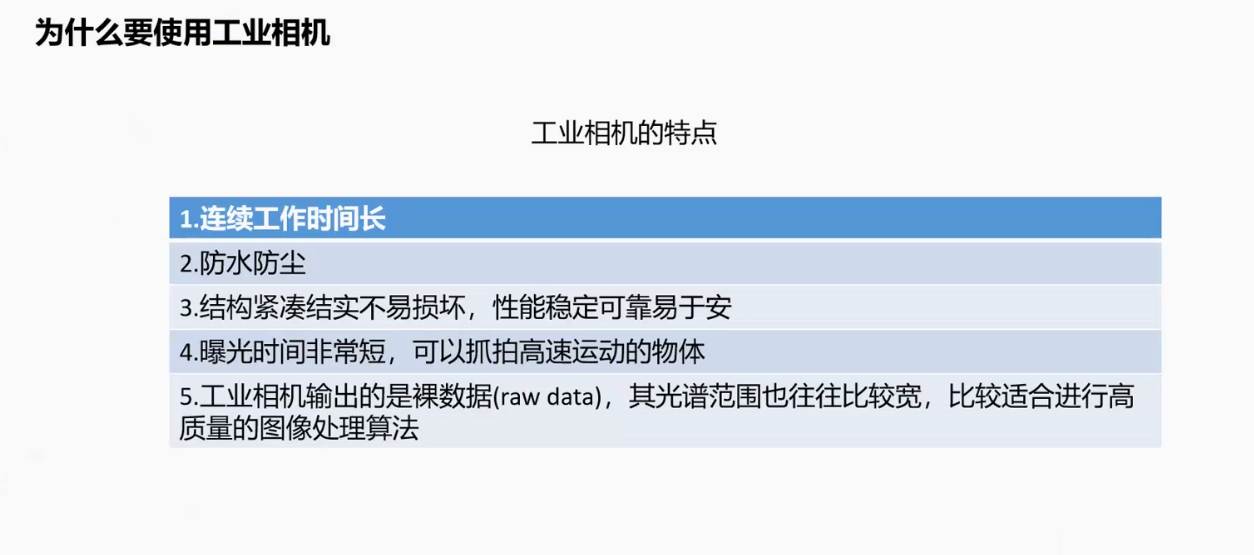 为什么要使用工业相机
工业相机的特点
1.连续工作时间长
2.防水防尘
3.结构紧凑结实不易损坏，性能稳定可靠易于安
4.曝光时间非常短，可以抓拍高速运动的物体
5.工业相机输出的是裸数据(raw data)，其光谱范围也往往比较宽，比较适合进行高
质量的图像处理算法